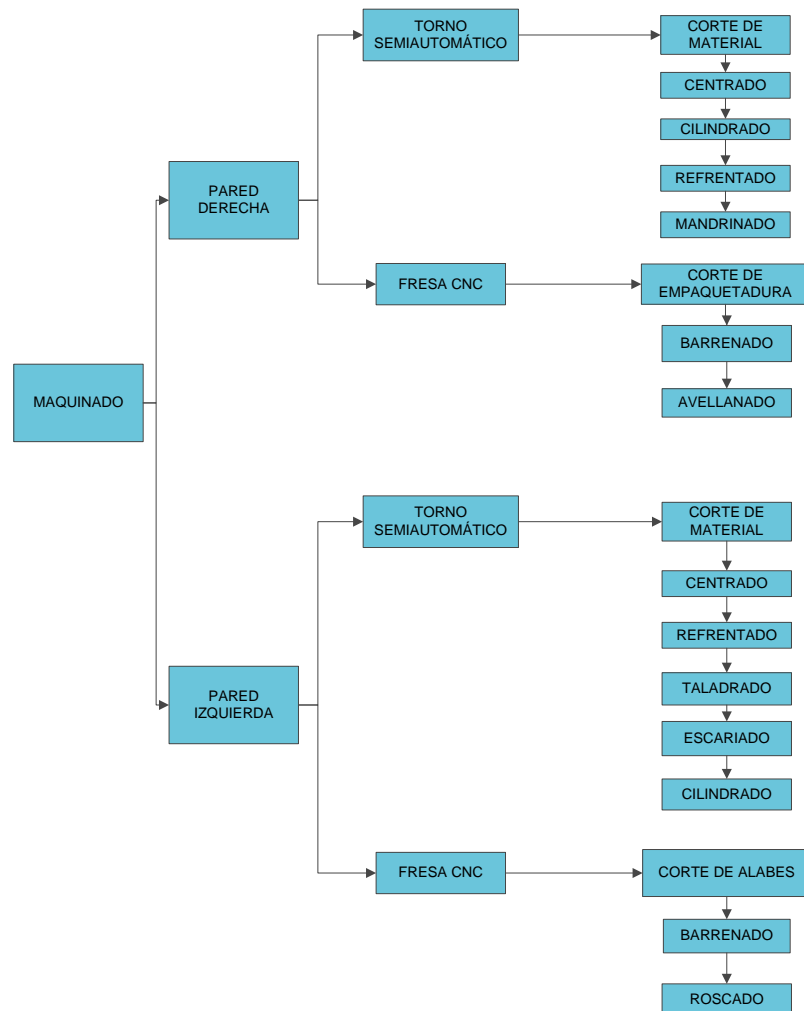 TORNO
SEMIAUTOMÁTICO
CORTE DE
MATERIAL
CENTRADO
CILINDRADO
PARED
DERECHA
REFRENTADO
MANDRINADO
FRESA CNC
CORTE DE
EMPAQUETADURA
BARRENADO
MAQUINADO
AVELLANADO
TORNO
SEMIAUTOMÁTICO
CORTE DE
MATERIAL
CENTRADO
REFRENTADO
PARED
IZQUIERDA
TALADRADO
ESCARIADO
CILINDRADO
FRESA CNC
CORTE DE ALABES
BARRENADO
ROSCADO